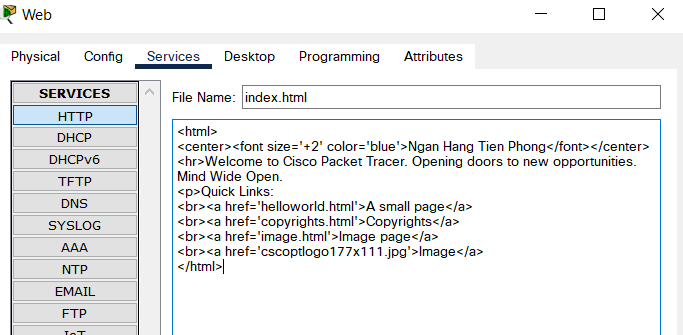 Web
Physical Config Services Desktop Programming Attributes
SERVICES
HTTP
DHCP
DHCPv6
TFTP
DNS
SYSLOG
AAA
NTP
EMAIL
FTP
IoT
File Name: index.html
<html>
<center><font size='+2' color='blue'>Ngan Hang Tien Phong</font></center>
<hr>Welcome to Cisco Packet Tracer. Opening doors to new opportunities.
Mind Wide Open.
<p>Quick Links:
<br><a href='helloworld.html'>A small page</a>
<br><a href='copyrights.html'>Copyrights</a>
<br><a href='image.html'>Image page</a>
<br><a href='cscoptlogo177x111.jpg'>Image</a>
</html>